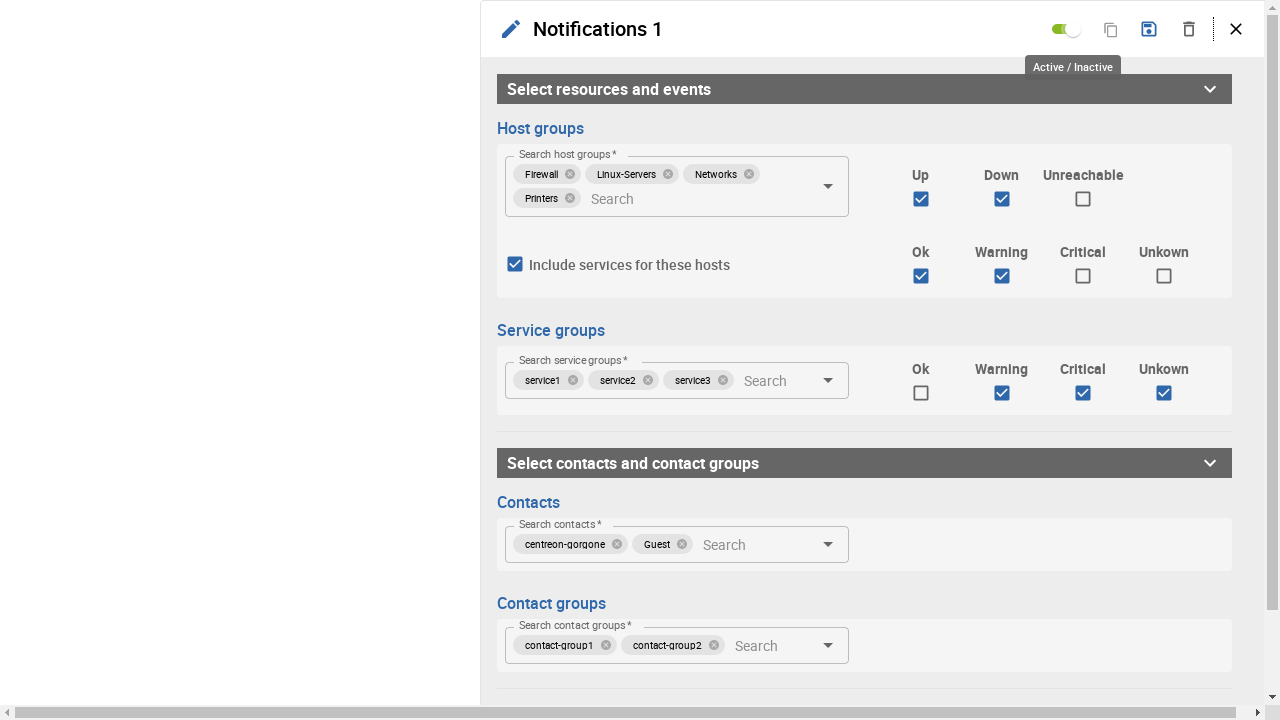 Notifications 1
Active / Inactive
Select resources and events
Host groups
Search host groups *
Firewall Linux-Servers Networks
Printers Search
Up Down Unreachable
Include services for these hosts
Ok Warning Critical Unkown
Service groups
Search service groups *
service1 service2 service3 Search
Ok Warning Critical Unkown
Select contacts and contact groups
Contacts
Search contacts *
centreon-gorgone Guest Search
Contact groups
Search contact groups *
contact-group1 contact-group2 Search